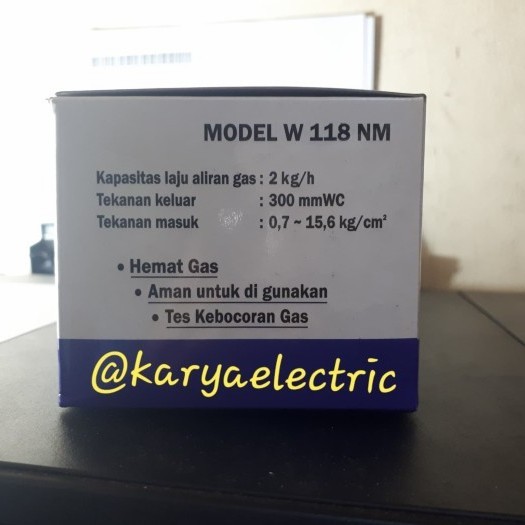 MODEL W 118 NM
Kapasitas laju aliran gas : 2 kg/h
Tekanan keluar : 300 mmWC
Tekanan masuk : 0,7 ~ 15,6 kg/cm²
• Hemat Gas
• Aman untuk di gunakan
• Tes Kebocoran Gas
@karyaelectric